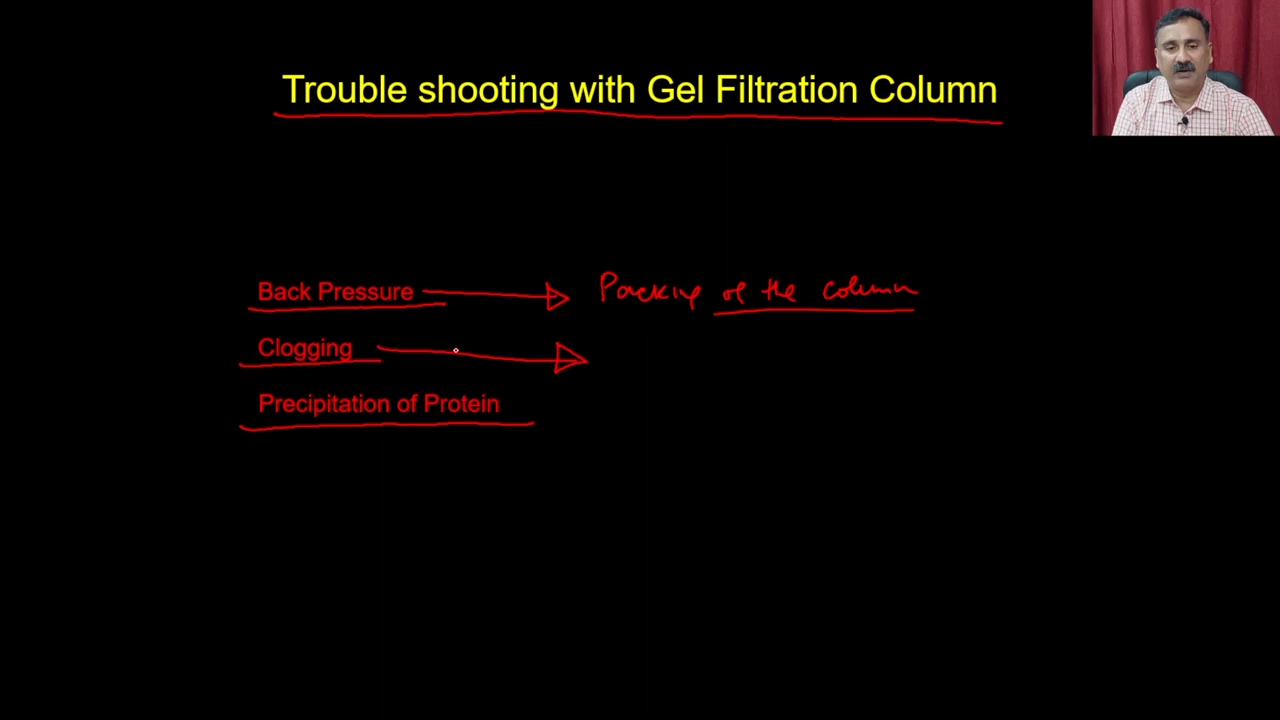 Trouble shooting with Gel Filtration Column
Back Pressure Packing of the column
Clogging
Precipitation of Protein